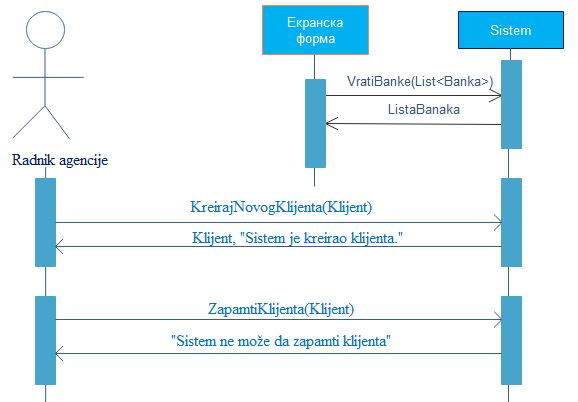 Екранска
форма
Sistem
VratiBanke(List<Banka>)
ListaBanaka
Radnik agencije
KreirajNovogKlijenta(Klijent)
Klijent, "Sistem je kreirao klijenta."
ZapamtiKlijenta(Klijent)
"Sistem ne može da zapamti klijenta"